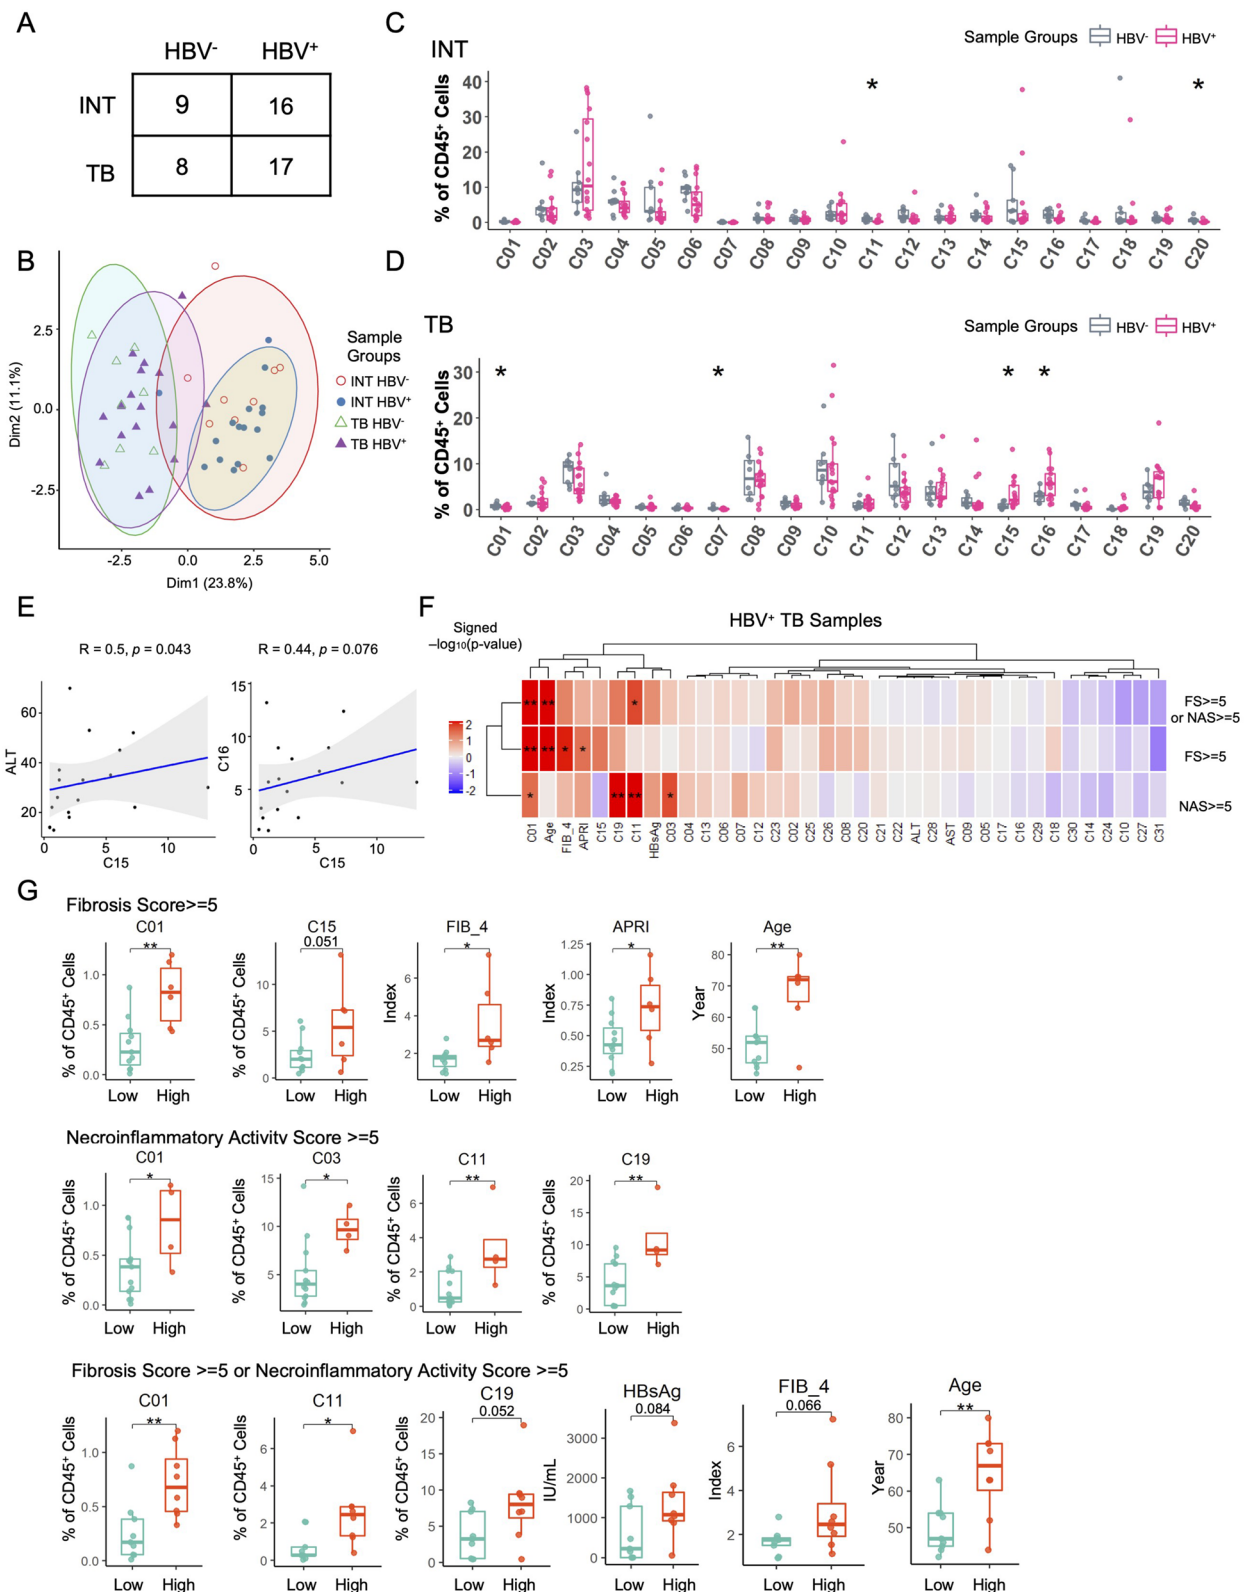 A
HBV- HBV+
INT 9 16
TB 8 17
B
2.5
0.0
-2.5
Dim2 (11.1%)
-2.5 0.0 2.5 5.0
Dim1 (23.8%)
Sample
Groups
INT HBV-
INT HBV+
TB HBV-
TB HBV+
C
INT
Sample Groups HBV- HBV+
% of CD45+ Cells
40
30
20
10
0
* *
C01 C02 C03 C04 C05 C06 C07 C08 C09 C10 C11 C12 C13 C14 C15 C16 C17 C18 C19 C20
D
TB
Sample Groups HBV- HBV+
% of CD45+ Cells
30
20
10
0
* * * *
C01 C02 C03 C04 C05 C06 C07 C08 C09 C10 C11 C12 C13 C14 C15 C16 C17 C18 C19 C20
E
R = 0.5, p = 0.043
ALT
60
40
20
0 5 10
C15
R = 0.44, p = 0.076
C16
15
10
5
0 5 10
C15
F
HBV+ TB Samples
Signed
−log10(p-value)
2
1
0
-1
-2
** ** * FS>=5
or NAS>=5
** ** * * FS>=5
* ** ** * NAS>=5
C01 Age FIB_4 APRI C15 C19 C11 HBsAg C03 C04 C13 C06 C07 C12 C23 C02 C25 C26 C08 C20 C21 C22 ALT C28 AST C09 C05 C17 C16 C29 C18 C30 C14 C24 C10 C27 C31
G
Fibrosis Score>=5
C01
**
% of CD45+ Cells
1.0
0.5
0.0
Low High
C15
0.051
% of CD45+ Cells
10
5
0
Low High
FIB_4
*
Index
6
4
2
Low High
APRI
*
Index
1.25
1.00
0.75
0.50
0.25
Low High
Age
**
Year
80
70
60
50
Low High
Necroinflammatory Activity Score >=5
C01
*
% of CD45+ Cells
1.0
0.5
0.0
Low High
C03
*
% of CD45+ Cells
15
10
5
Low High
C11
**
% of CD45+ Cells
6
4
2
0
Low High
C19
**
% of CD45+ Cells
20
15
10
5
0
Low High
Fibrosis Score >=5 or Necroinflammatory Activity Score >=5
C01
**
% of CD45+ Cells
1.0
0.5
0.0
Low High
C11
*
% of CD45+ Cells
6
4
2
0
Low High
C19
0.052
% of CD45+ Cells
20
15
10
5
0
Low High
HBsAg
0.084
IU/mL
3000
2000
1000
0
Low High
FIB_4
0.066
Index
6
4
2
Low High
Age
**
Year
80
70
60
50
Low High